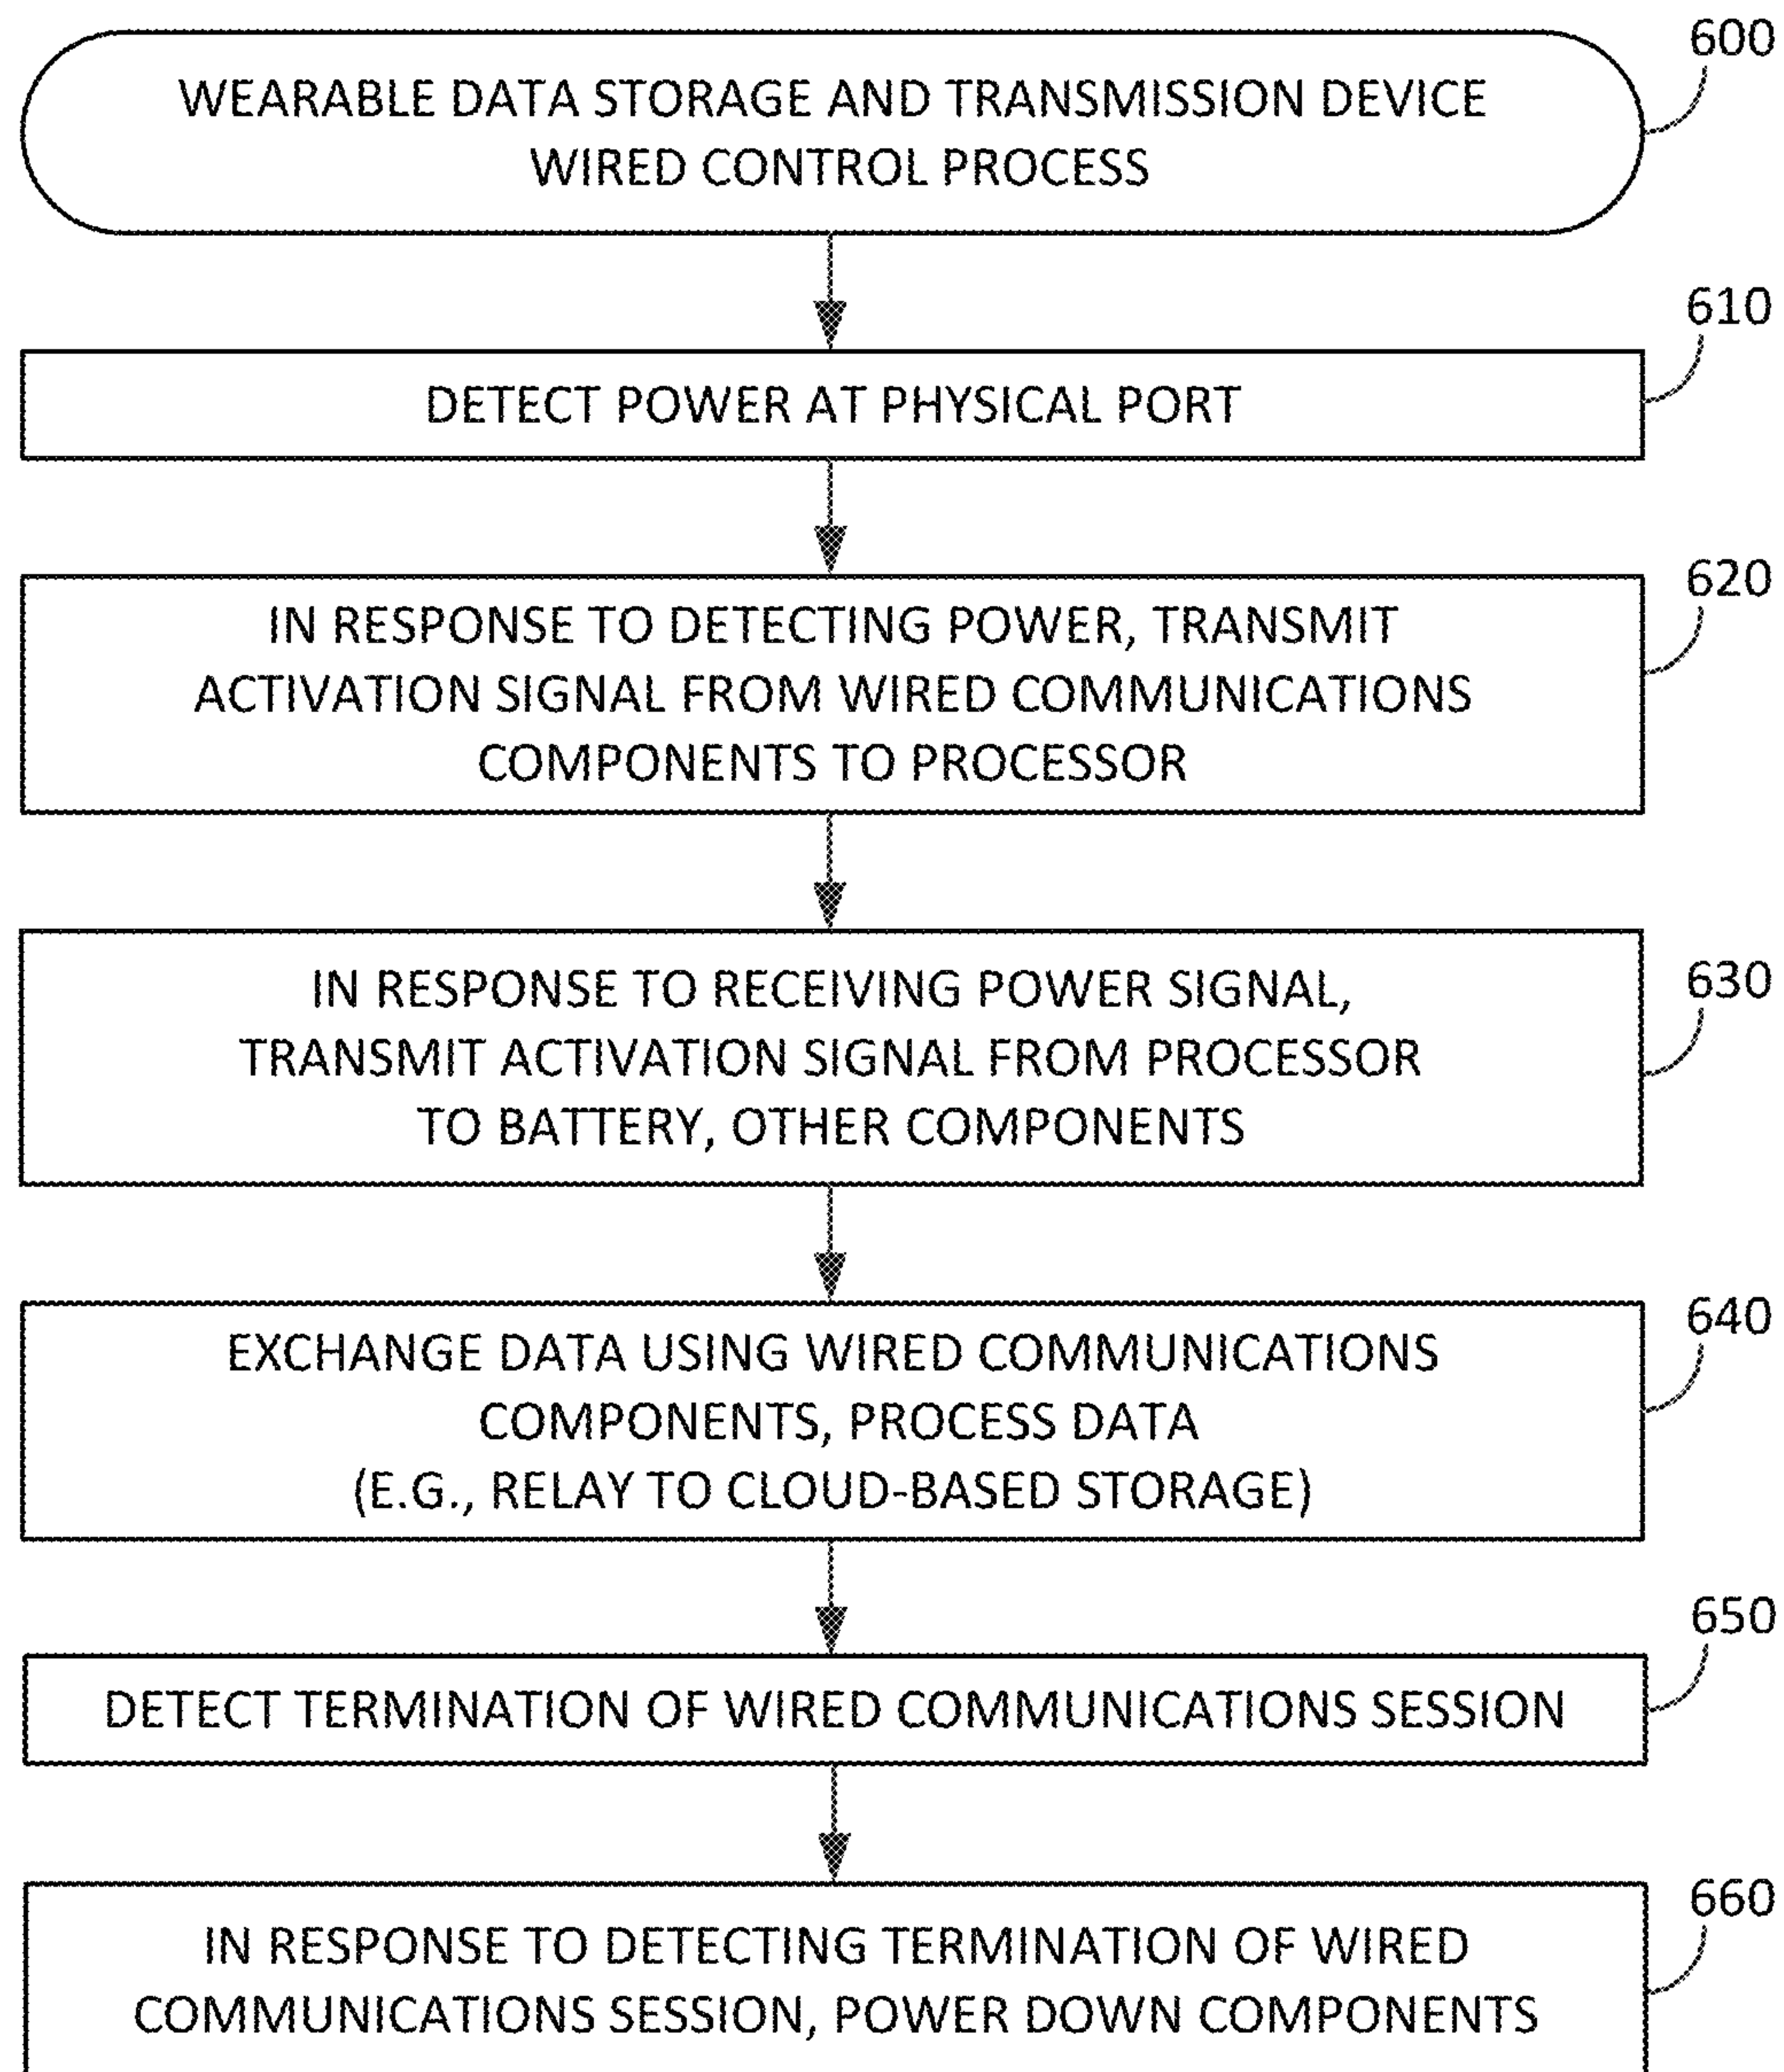 600
WEARABLE DATA STORAGE AND TRANSMISSION DEVICE
WIRED CONTROL PROCESS
610
DETECT POWER AT PHYSICAL PORT
620
IN RESPONSE TO DETECTING POWER, TRANSMIT
ACTIVATION SIGNAL FROM WIRED COMMUNICATIONS
COMPONENTS TO PROCESSOR
630
IN RESPONSE TO RECEIVING POWER SIGNAL,
TRANSMIT ACTIVATION SIGNAL FROM PROCESSOR
TO BATTERY, OTHER COMPONENTS
640
EXCHANGE DATA USING WIRED COMMUNICATIONS
COMPONENTS, PROCESS DATA
(E.G., RELAY TO CLOUD-BASED STORAGE)
650
DETECT TERMINATION OF WIRED COMMUNICATIONS SESSION
660
IN RESPONSE TO DETECTING TERMINATION OF WIRED
COMMUNICATIONS SESSION, POWER DOWN COMPONENTS